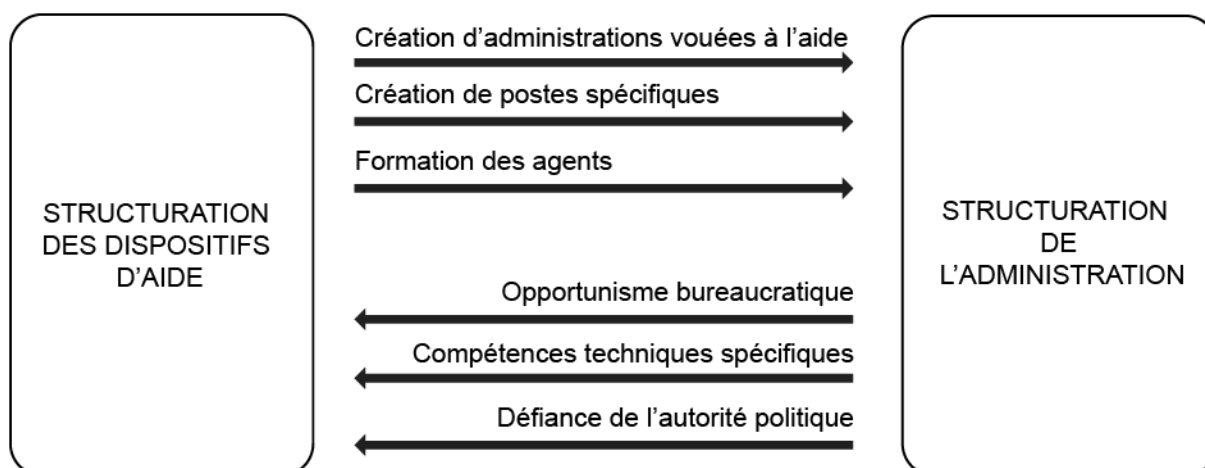 Création d’administrations vouées à l’aide
Création de postes spécifiques
Formation des agents
STRUCTURATION
DES DISPOSITIFS
D’AIDE
STRUCTURATION
DE
L’ADMINISTRATION
Opportunisme bureaucratique
Compétences techniques spécifiques
Défiance de l’autorité politique